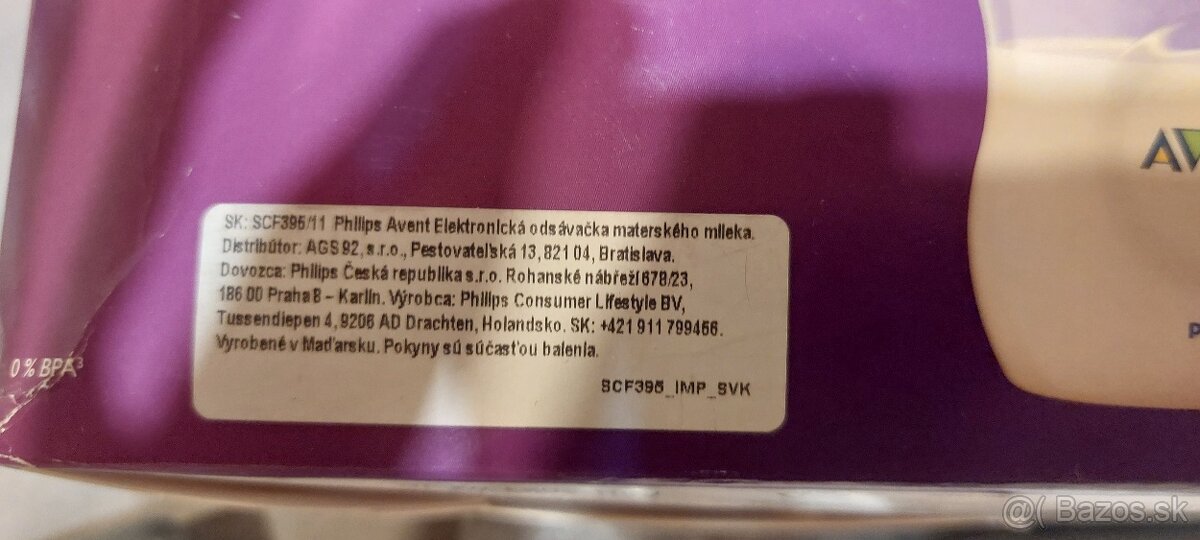 SK: SCF395/11 Philips Avent Elektronická odsávačka materského mlieka.
Distribútor: AGS 92, s.r.o., Pestovateľská 13, 821 04, Bratislava.
Dovozca: Philips Česká republika s.r.o. Rohanské nábřeží 678/23,
186 00 Praha 8 – Karlín. Výrobca: Philips Consumer Lifestyle BV,
Tussendiepen 4, 9206 AD Drachten, Holandsko. SK: +421 911 799456.
Vyrobené v Maďarsku. Pokyny sú súčasťou balenia.
SCF395_IMP_SVK
0% BPA³
AV
P
@( Bazos.sk